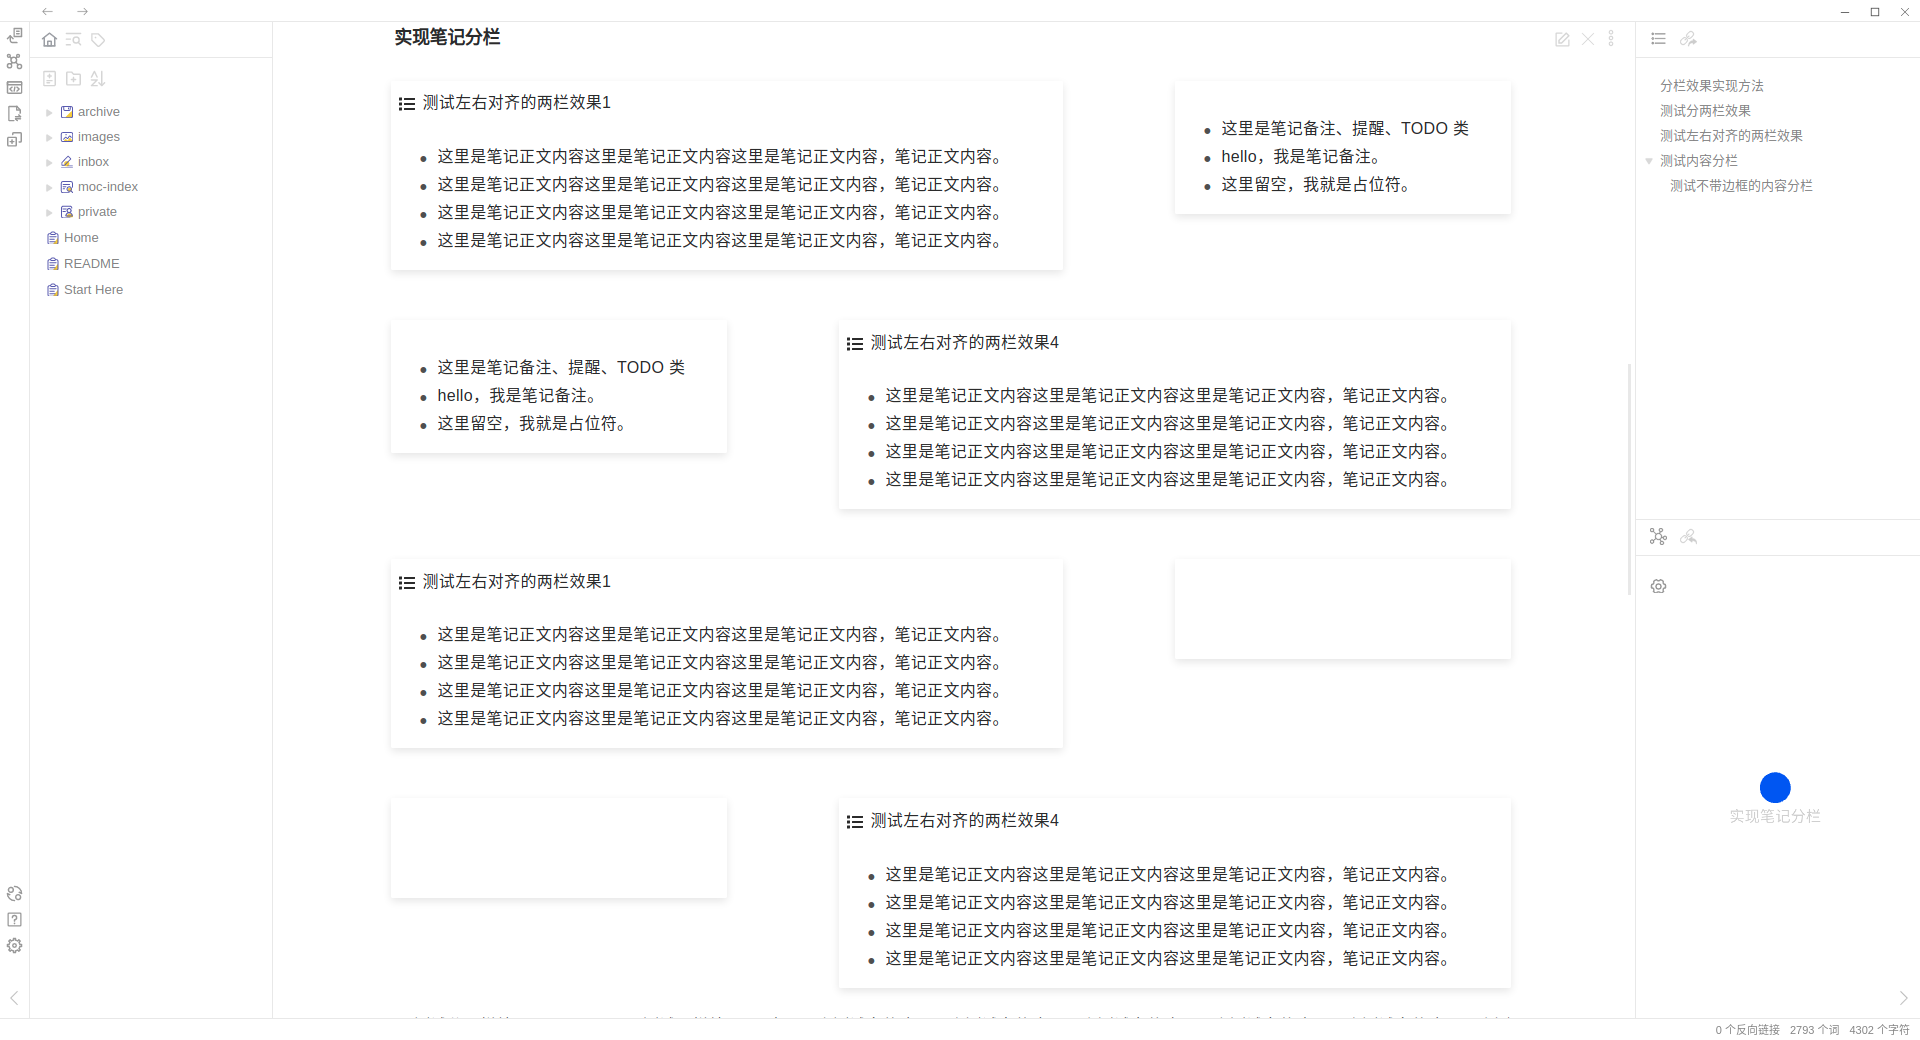 实现笔记分栏
archive
images
inbox
moc-index
private
Home
README
Start Here
测试左右对齐的两栏效果1
这里是笔记正文内容这里是笔记正文内容这里是笔记正文内容，笔记正文内容。
这里是笔记正文内容这里是笔记正文内容这里是笔记正文内容，笔记正文内容。
这里是笔记正文内容这里是笔记正文内容这里是笔记正文内容，笔记正文内容。
这里是笔记正文内容这里是笔记正文内容这里是笔记正文内容，笔记正文内容。
这里是笔记备注、提醒、TODO 类
hello，我是笔记备注。
这里留空，我就是占位符。
这里是笔记备注、提醒、TODO 类
hello，我是笔记备注。
这里留空，我就是占位符。
测试左右对齐的两栏效果4
这里是笔记正文内容这里是笔记正文内容这里是笔记正文内容，笔记正文内容。
这里是笔记正文内容这里是笔记正文内容这里是笔记正文内容，笔记正文内容。
这里是笔记正文内容这里是笔记正文内容这里是笔记正文内容，笔记正文内容。
这里是笔记正文内容这里是笔记正文内容这里是笔记正文内容，笔记正文内容。
测试左右对齐的两栏效果1
这里是笔记正文内容这里是笔记正文内容这里是笔记正文内容，笔记正文内容。
这里是笔记正文内容这里是笔记正文内容这里是笔记正文内容，笔记正文内容。
这里是笔记正文内容这里是笔记正文内容这里是笔记正文内容，笔记正文内容。
这里是笔记正文内容这里是笔记正文内容这里是笔记正文内容，笔记正文内容。
测试左右对齐的两栏效果4
这里是笔记正文内容这里是笔记正文内容这里是笔记正文内容，笔记正文内容。
这里是笔记正文内容这里是笔记正文内容这里是笔记正文内容，笔记正文内容。
这里是笔记正文内容这里是笔记正文内容这里是笔记正文内容，笔记正文内容。
这里是笔记正文内容这里是笔记正文内容这里是笔记正文内容，笔记正文内容。
分栏效果实现方法
测试分两栏效果
测试左右对齐的两栏效果
测试内容分栏
测试不带边框的内容分栏
实现笔记分栏
0 个反向链接 2793 个词 4302 个字符